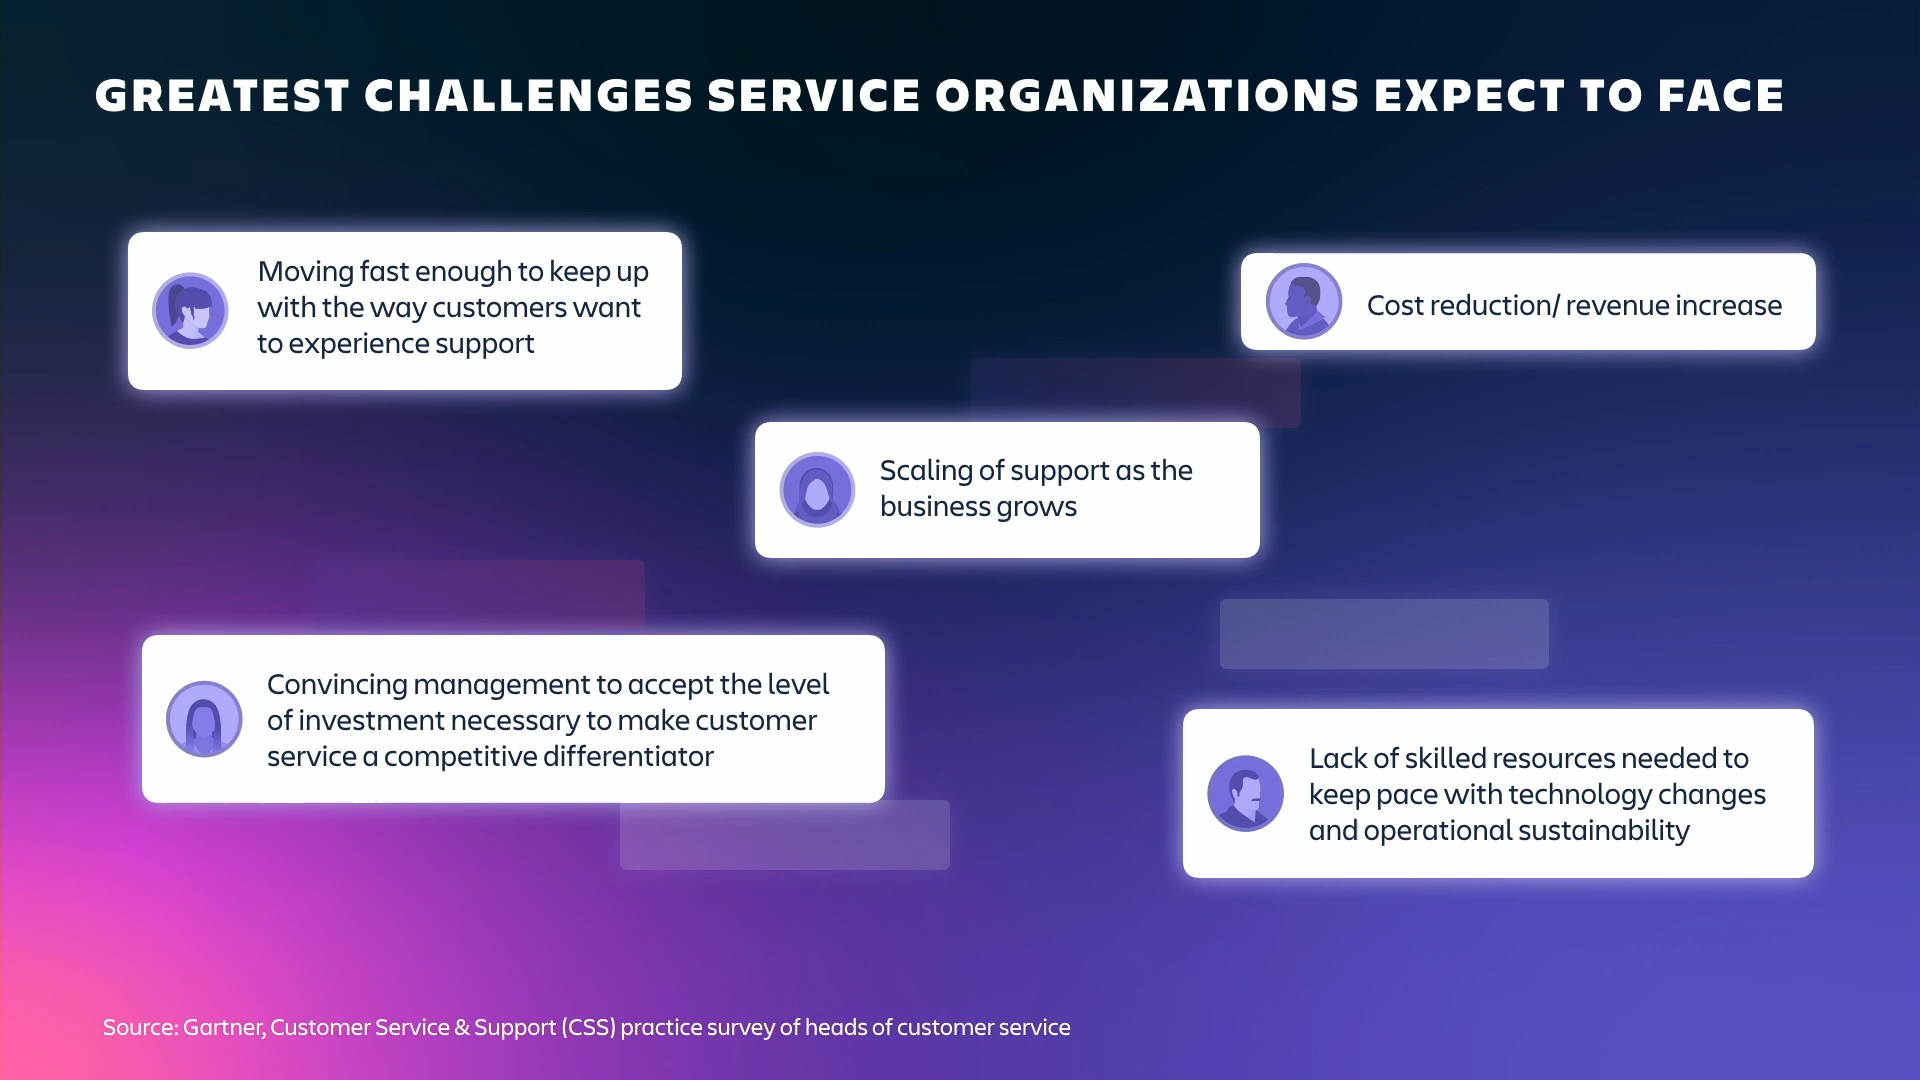 GREATEST CHALLENGES SERVICE ORGANIZATIONS EXPECT TO FACE
Moving fast enough to keep up
with the way customers want
to experience support
Cost reduction/ revenue increase
Scaling of support as the
business grows
Convincing management to accept the level
of investment necessary to make customer
service a competitive differentiator
Lack of skilled resources needed to
keep pace with technology changes
and operational sustainability
Source: Gartner, Customer Service & Support (CSS) practice survey of heads of customer service